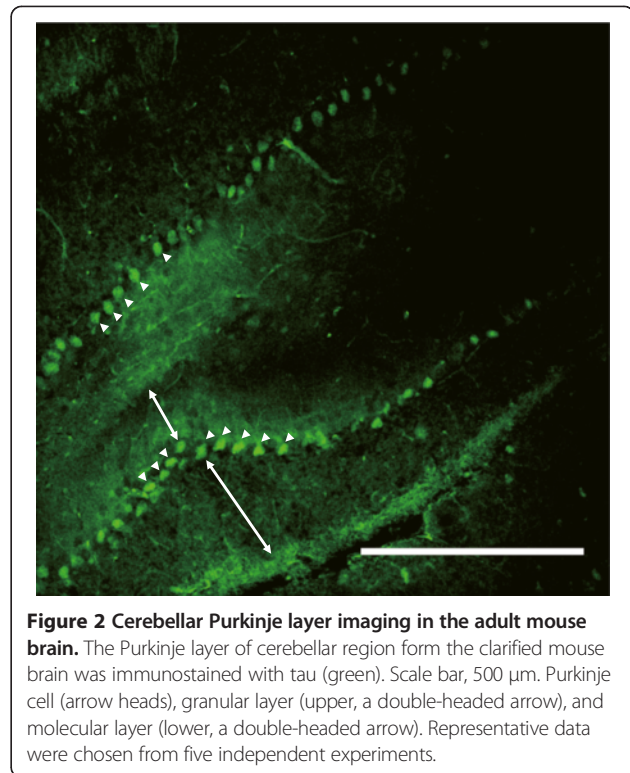 Figure 2 Cerebellar Purkinje layer imaging in the adult mouse
brain. The Purkinje layer of cerebellar region form the clarified mouse
brain was immunostained with tau (green). Scale bar, 500 μm. Purkinje
cell (arrow heads), granular layer (upper, a double-headed arrow), and
molecular layer (lower, a double-headed arrow). Representative data
were chosen from five independent experiments.